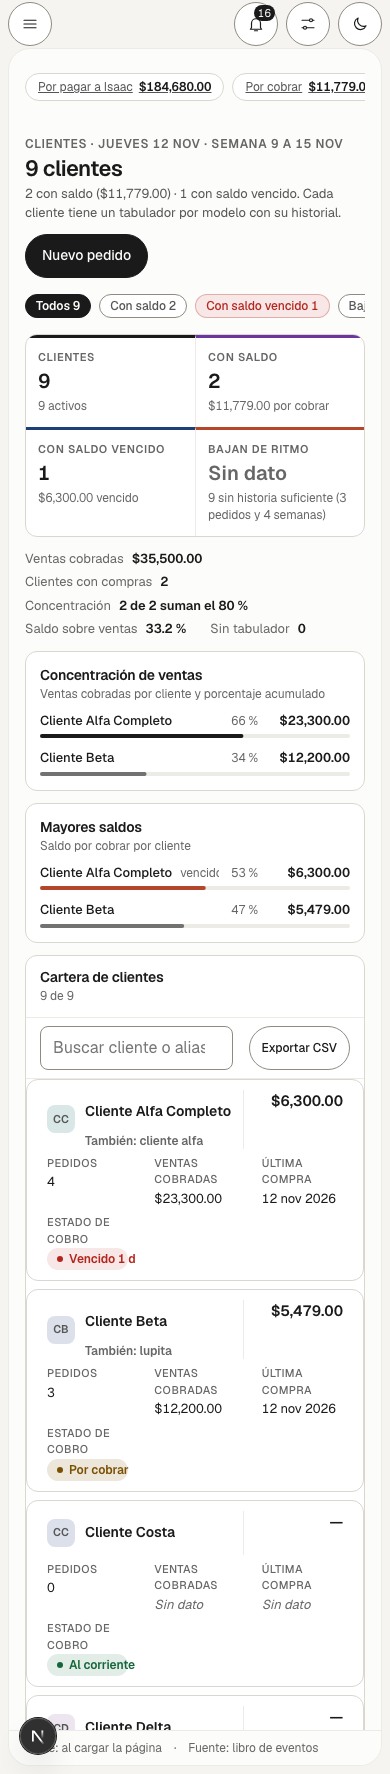 16
Por pagar a Isaac $184,680.00 Por cobrar $11,779.0
CLIENTES · JUEVES 12 NOV · SEMANA 9 A 15 NOV
9 clientes
2 con saldo ($11,779.00) · 1 con saldo vencido. Cada
cliente tiene un tabulador por modelo con su historial.
Nuevo pedido
Todos 9 Con saldo 2 Con saldo vencido 1 Baj
CLIENTES
9
9 activos
CON SALDO
2
$11,779.00 por cobrar
CON SALDO VENCIDO
1
$6,300.00 vencido
BAJAN DE RITMO
Sin dato
9 sin historia suficiente (3
pedidos y 4 semanas)
Ventas cobradas $35,500.00
Clientes con compras 2
Concentración 2 de 2 suman el 80 %
Saldo sobre ventas 33.2 % Sin tabulador 0
Concentración de ventas
Ventas cobradas por cliente y porcentaje acumulado
Cliente Alfa Completo 66 % $23,300.00
Cliente Beta 34 % $12,200.00
Mayores saldos
Saldo por cobrar por cliente
Cliente Alfa Completo vencido 53 % $6,300.00
Cliente Beta 47 % $5,479.00
Cartera de clientes
9 de 9
Buscar cliente o alias Exportar CSV
CC Cliente Alfa Completo $6,300.00
También: cliente alfa
PEDIDOS
4
VENTAS
COBRADAS
$23,300.00
ÚLTIMA
COMPRA
12 nov 2026
ESTADO DE
COBRO
Vencido 1 d
CB Cliente Beta $5,479.00
También: lupita
PEDIDOS
3
VENTAS
COBRADAS
$12,200.00
ÚLTIMA
COMPRA
12 nov 2026
ESTADO DE
COBRO
Por cobrar
CC Cliente Costa —
PEDIDOS
0
VENTAS
COBRADAS
Sin dato
ÚLTIMA
COMPRA
Sin dato
ESTADO DE
COBRO
Al corriente
CD Cliente Delta —
N
al cargar la página · Fuente: libro de eventos